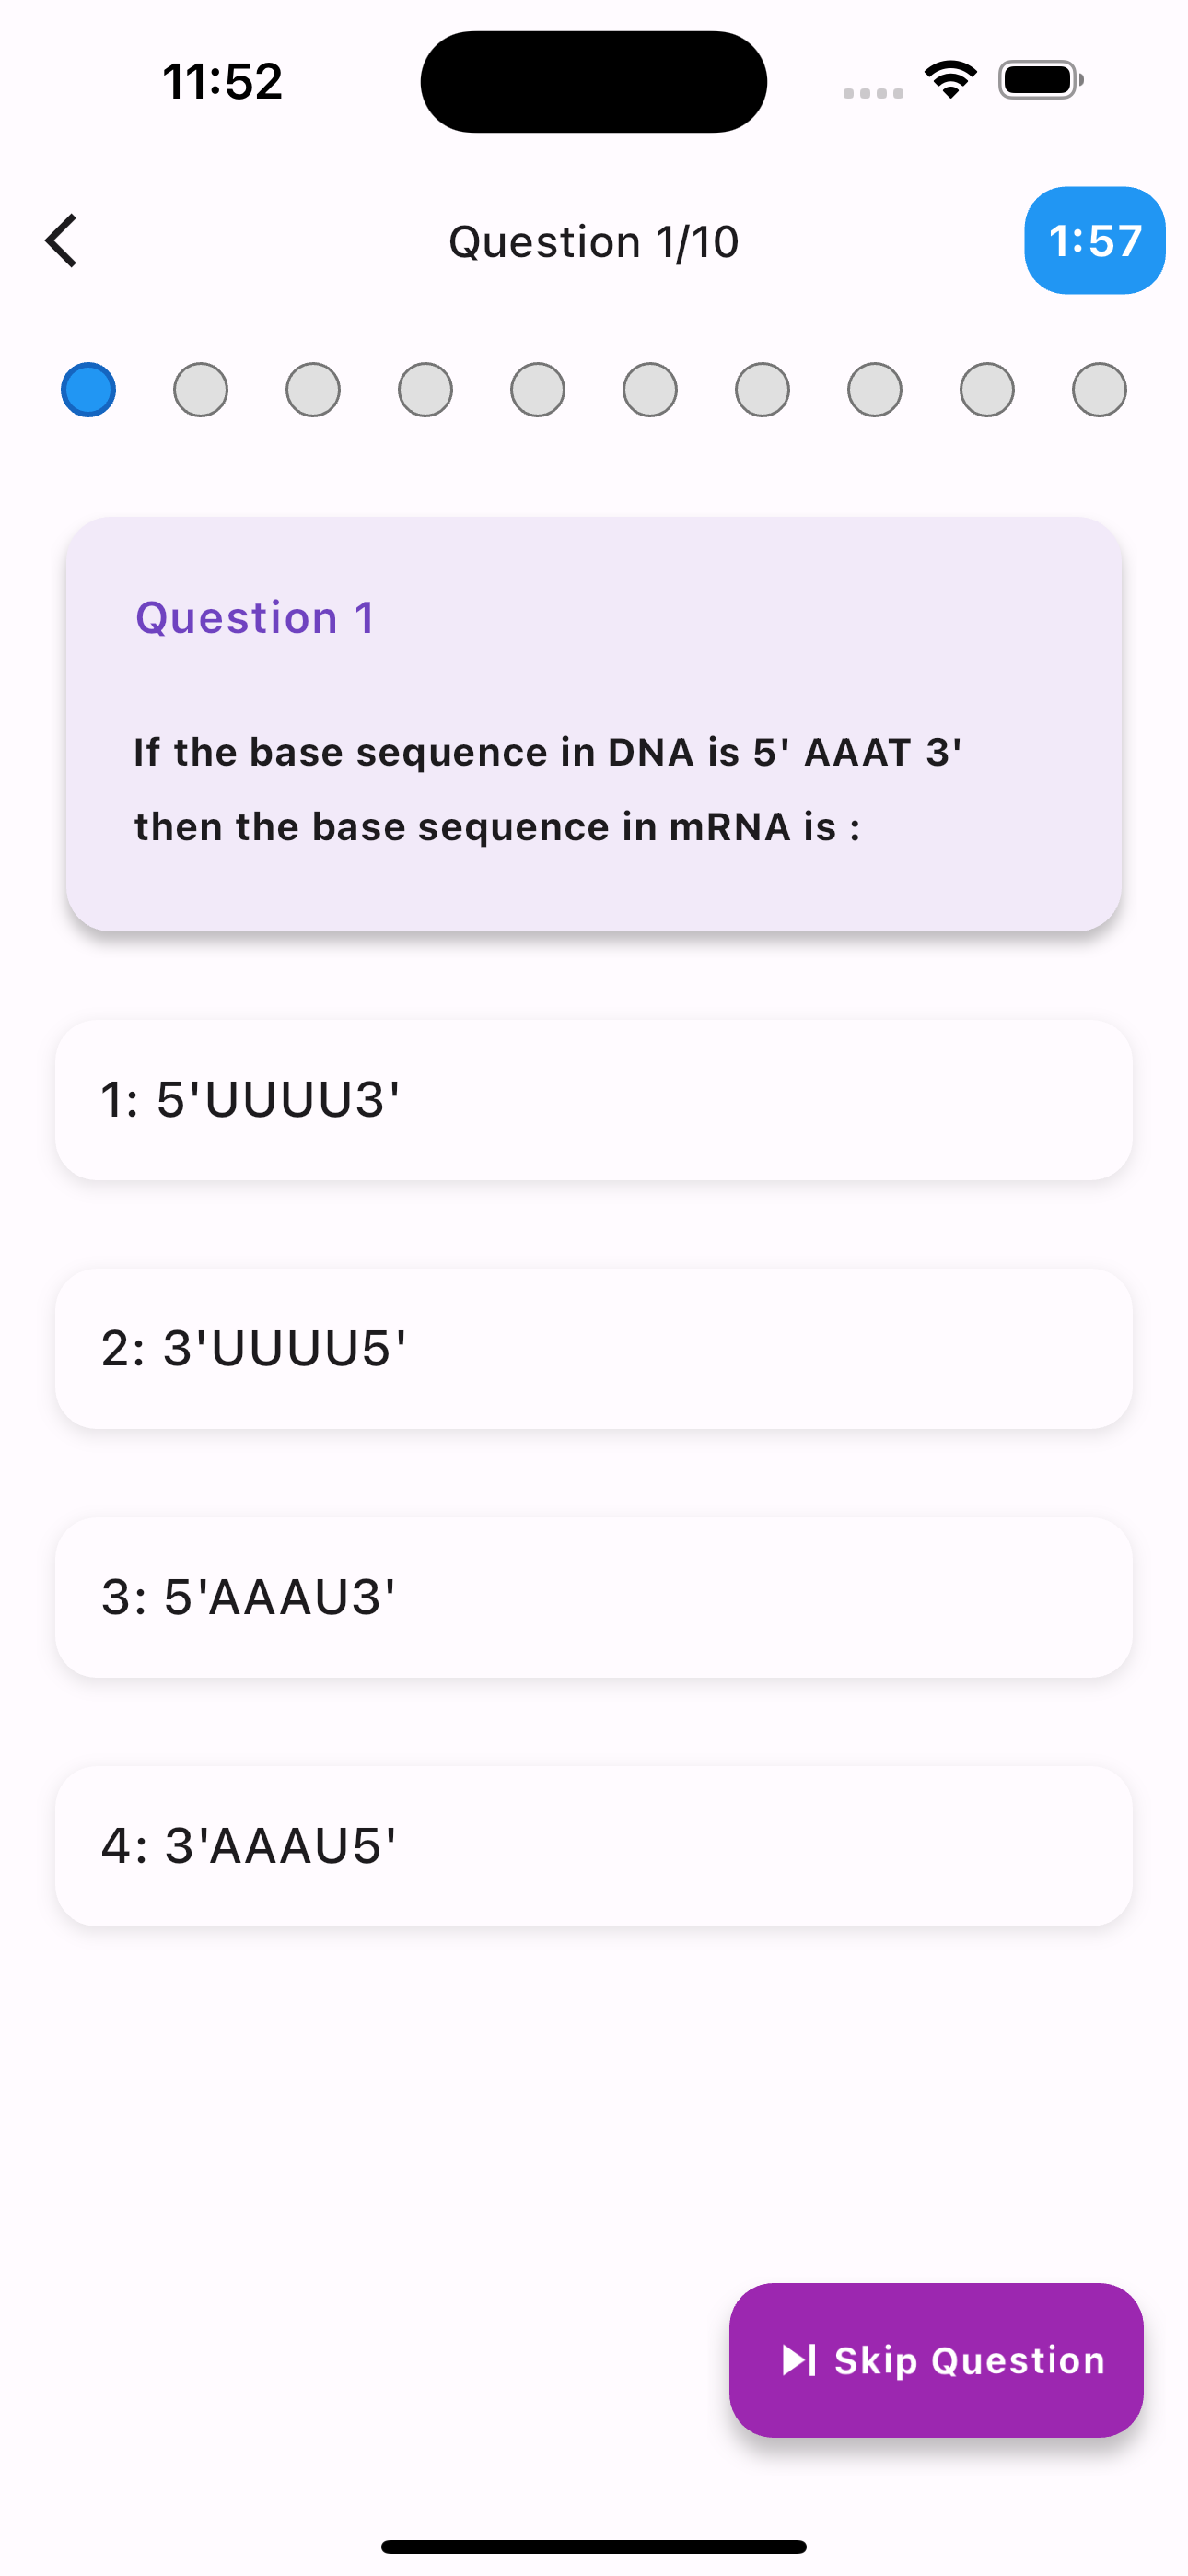 11:52
Question 1/10
1:57
Question 1
If the base sequence in DNA is 5' AAAT 3'
then the base sequence in mRNA is :
1: 5'UUUU3'
2: 3'UUUU5'
3: 5'AAAU3'
4: 3'AAAU5'
Skip Question